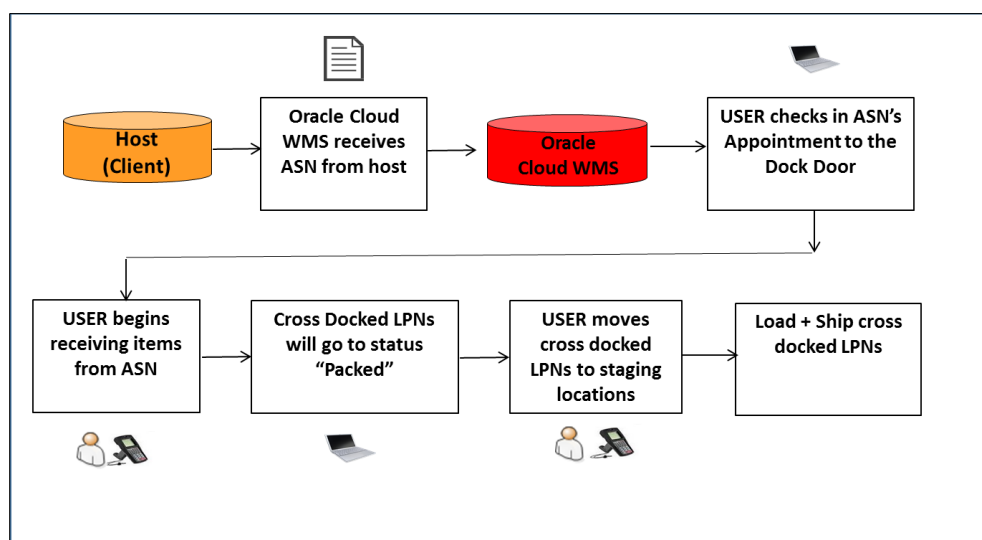 Host
(Client)
Oracle Cloud
WMS receives
ASN from host
Oracle
Cloud WMS
USER checks in ASN’s
Appointment to the
Dock Door
USER begins
receiving items
from ASN
Cross Docked LPNs
will go to status
“Packed”
USER moves
cross docked
LPNs to staging
locations
Load + Ship cross
docked LPNs